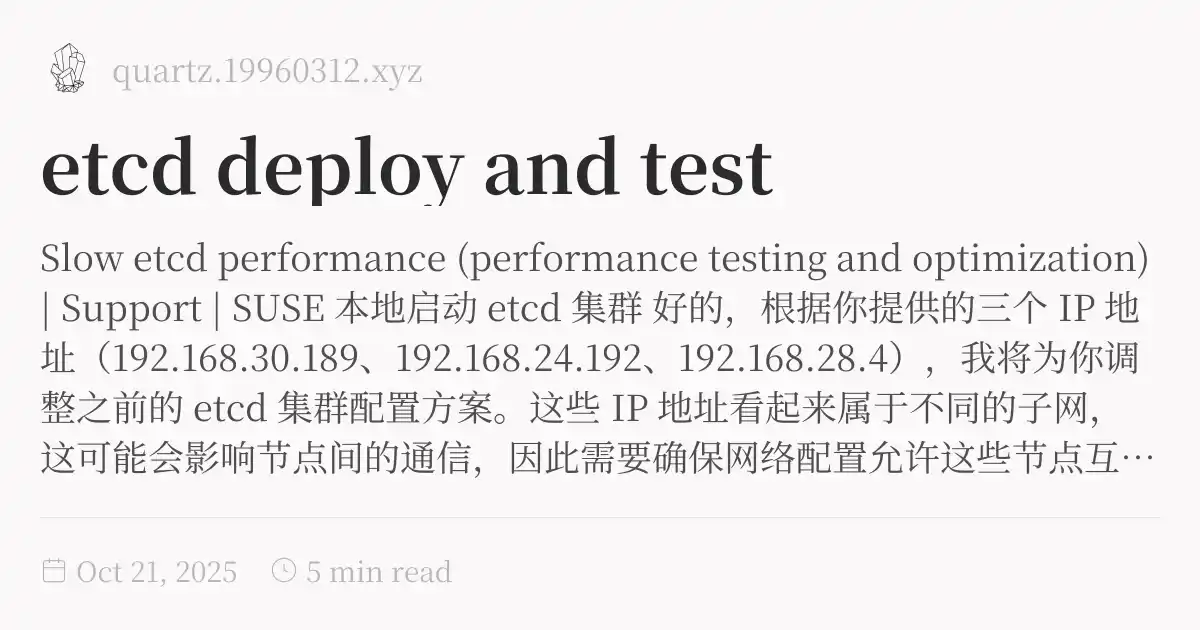 quartz.19960312.xyz
etcd deploy and test
Slow etcd performance (performance testing and optimization)
| Support | SUSE 本地启动 etcd 集群 好的，根据你提供的三个 IP 地
址（192.168.30.189、192.168.24.192、192.168.28.4），我将为你调
整之前的 etcd 集群配置方案。这些 IP 地址看起来属于不同的子网，
这可能会影响节点间的通信，因此需要确保网络配置允许这些节点互…
Oct 21, 2025 5 min read